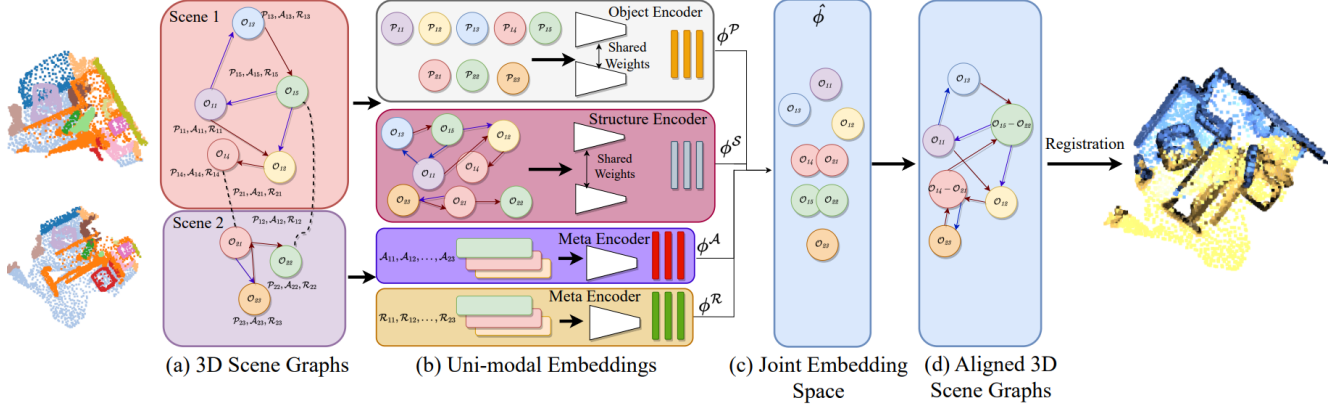 Scene 1
𝒫₁₃, 𝒜₁₃, ℛ₁₃
𝒪₁₃
𝒫₁₅, 𝒜₁₅, ℛ₁₅
𝒪₁₅
𝒪₁₁
𝒫₁₁, 𝒜₁₁, ℛ₁₁
𝒪₁₄
𝒪₁₂
𝒫₁₄, 𝒜₁₄, ℛ₁₄
𝒫₂₁, 𝒜₂₁, ℛ₂₁
Scene 2
𝒫₁₂, 𝒜₁₂, ℛ₁₂
𝒪₂₁
𝒪₂₂
𝒫₂₂, 𝒜₂₂, ℛ₂₂
𝒪₂₃
𝒫₂₃, 𝒜₂₃, ℛ₂₃
(a) 3D Scene Graphs
Object Encoder
𝒫₁₁ 𝒫₁₂ 𝒫₁₃ 𝒫₁₄ 𝒫₁₅
Shared
Weights
𝒫₂₁ 𝒫₂₂ 𝒫₂₃
ϕ^𝒫
Structure Encoder
𝒪₁₃ 𝒪₁₅ 𝒪₁₂
𝒪₁₁ 𝒪₁₄
𝒪₂₃ 𝒪₂₁ 𝒪₂₂
Shared
Weights
ϕ^𝒮
Meta Encoder
𝒜₁₁, 𝒜₁₂, ..., 𝒜₂₃
ϕ^𝒜
Meta Encoder
ℛ₁₁, ℛ₁₂, ..., ℛ₂₃
ϕ^ℛ
(b) Uni-modal Embeddings
ϕ̂
𝒪₁₁
𝒪₁₃
𝒪₁₂
𝒪₁₄ 𝒪₂₁
𝒪₁₅ 𝒪₂₂
𝒪₂₃
(c) Joint Embedding
Space
𝒪₁₃
𝒪₁₅ − 𝒪₂₂
𝒪₁₁
𝒪₁₄ − 𝒪₂₁
𝒪₁₂
𝒪₂₃
(d) Aligned 3D
Scene Graphs
Registration